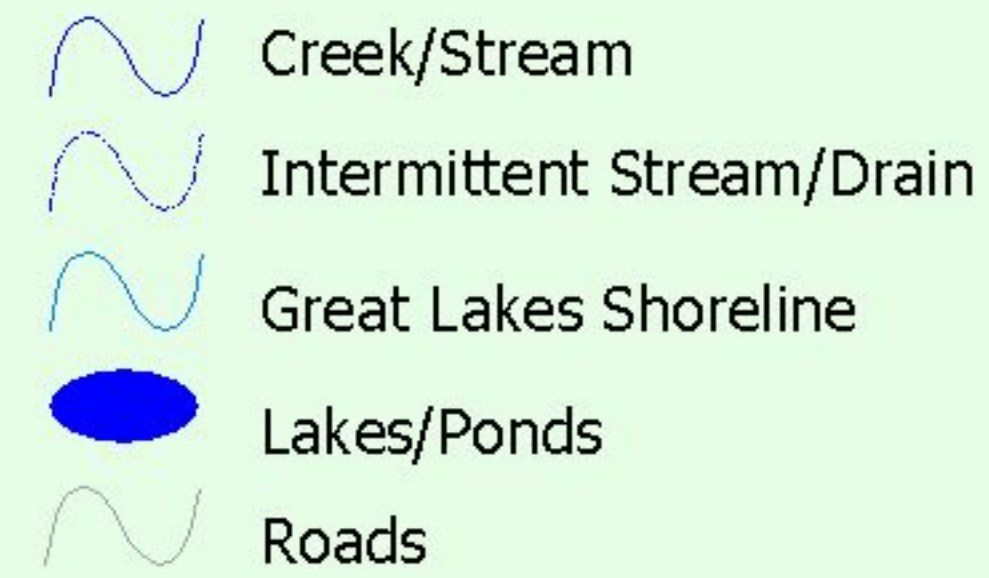 Creek/Stream
Intermittent Stream/Drain
Great Lakes Shoreline
Lakes/Ponds
Roads